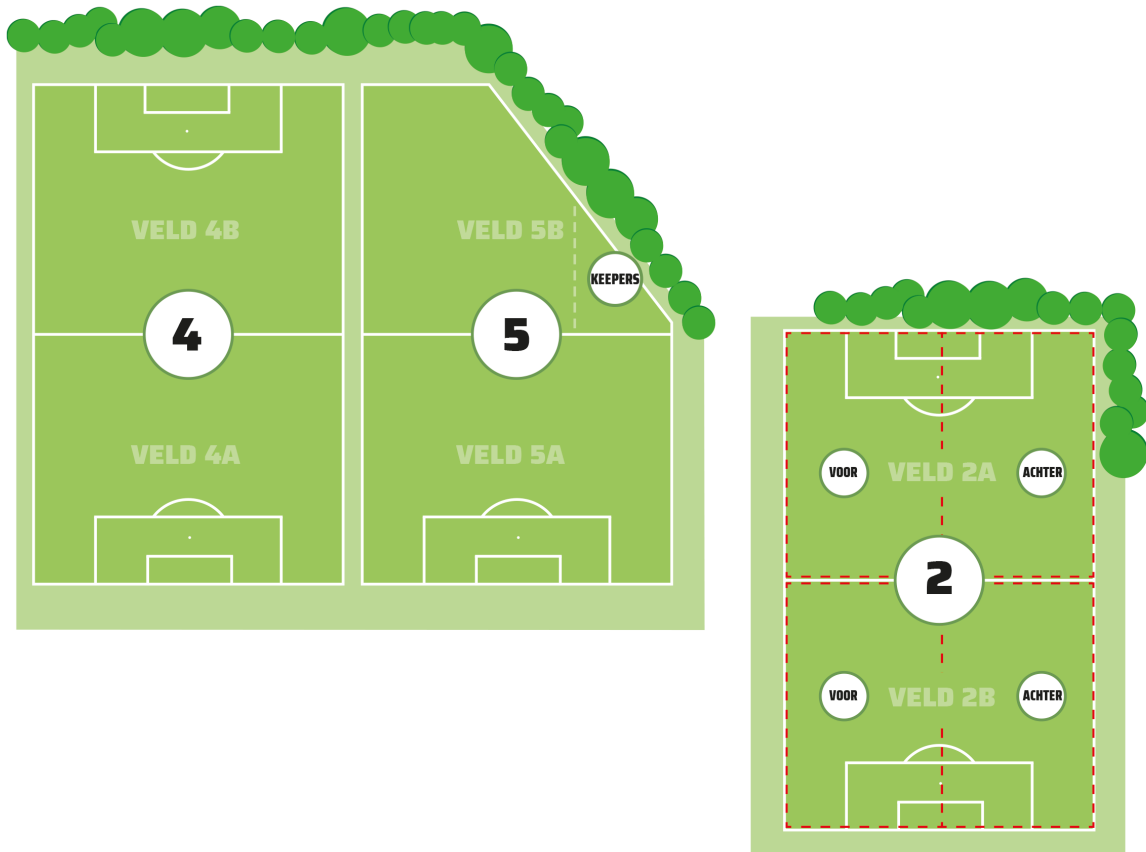 VELD 4B
VELD 5B
KEEPERS
4
5
VELD 4A
VELD 5A
VOOR
VELD 2A
ACHTER
2
VOOR
VELD 2B
ACHTER